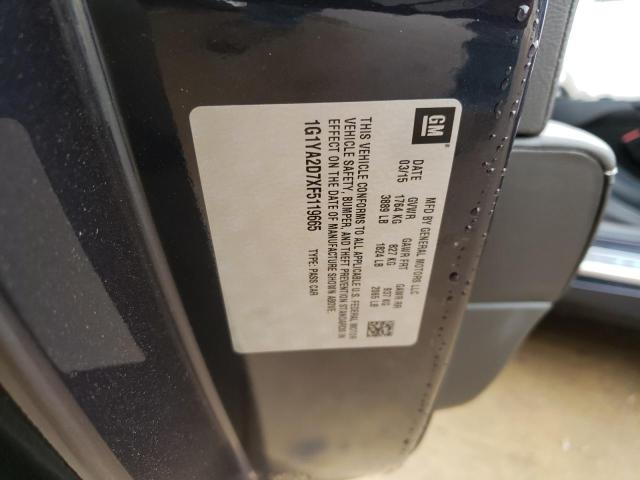 GM
MFD BY GENERAL MOTORS LLC
DATE GVWR GAWR FRT GAWR RR
03/15 1764 KG 827 KG 937 KG
3889 LB 1824 LB 2065 LB
THIS VEHICLE CONFORMS TO ALL APPLICABLE U.S. FEDERAL MOTOR
VEHICLE SAFETY, BUMPER, AND THEFT PREVENTION STANDARDS IN
EFFECT ON THE DATE OF MANUFACTURE SHOWN ABOVE.
1G1YA2D7XF5119665 TYPE: PASS CAR